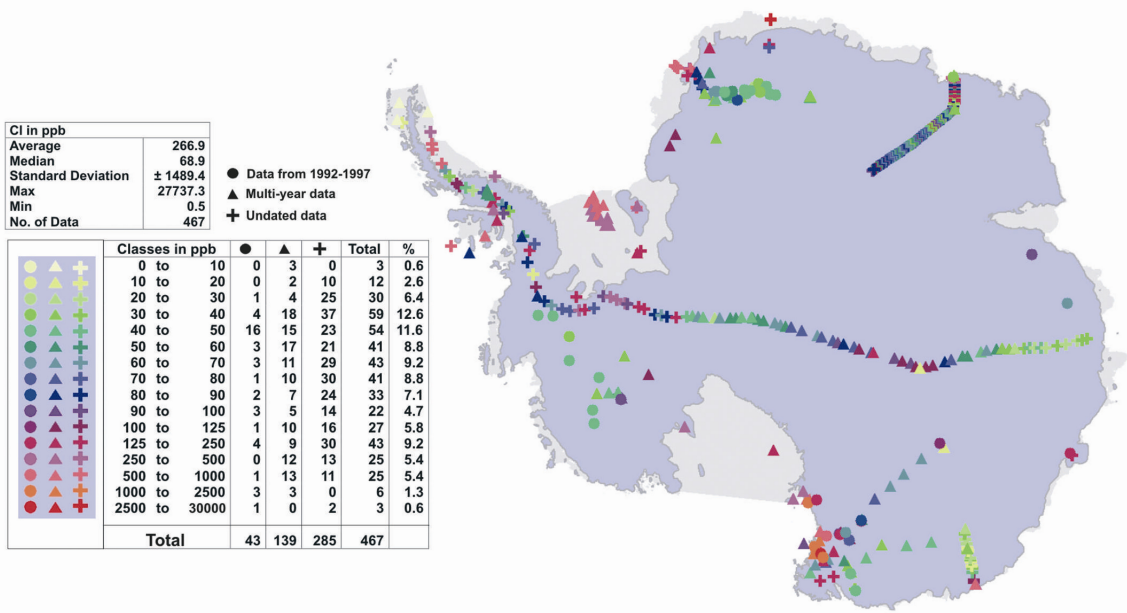 Cl in ppb
Average 266.9
Median 68.9
Standard Deviation ± 1489.4
Max 27737.3
Min 0.5
No. of Data 467
Data from 1992-1997
Multi-year data
Undated data
Classes in ppb Total %
0 to 10 0 3 0 3 0.6
10 to 20 0 2 10 12 2.6
20 to 30 1 4 25 30 6.4
30 to 40 4 18 37 59 12.6
40 to 50 16 15 23 54 11.6
50 to 60 3 17 21 41 8.8
60 to 70 3 11 29 43 9.2
70 to 80 1 10 30 41 8.8
80 to 90 2 7 24 33 7.1
90 to 100 3 5 14 22 4.7
100 to 125 1 10 16 27 5.8
125 to 250 4 9 30 43 9.2
250 to 500 0 12 13 25 5.4
500 to 1000 1 13 11 25 5.4
1000 to 2500 3 3 0 6 1.3
2500 to 30000 1 0 2 3 0.6
Total 43 139 285 467